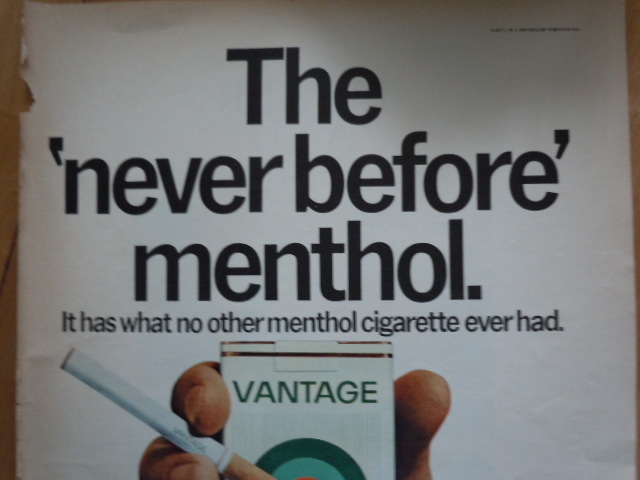 The
'never before'
menthol.
It has what no other menthol cigarette ever had.
VANTAGE